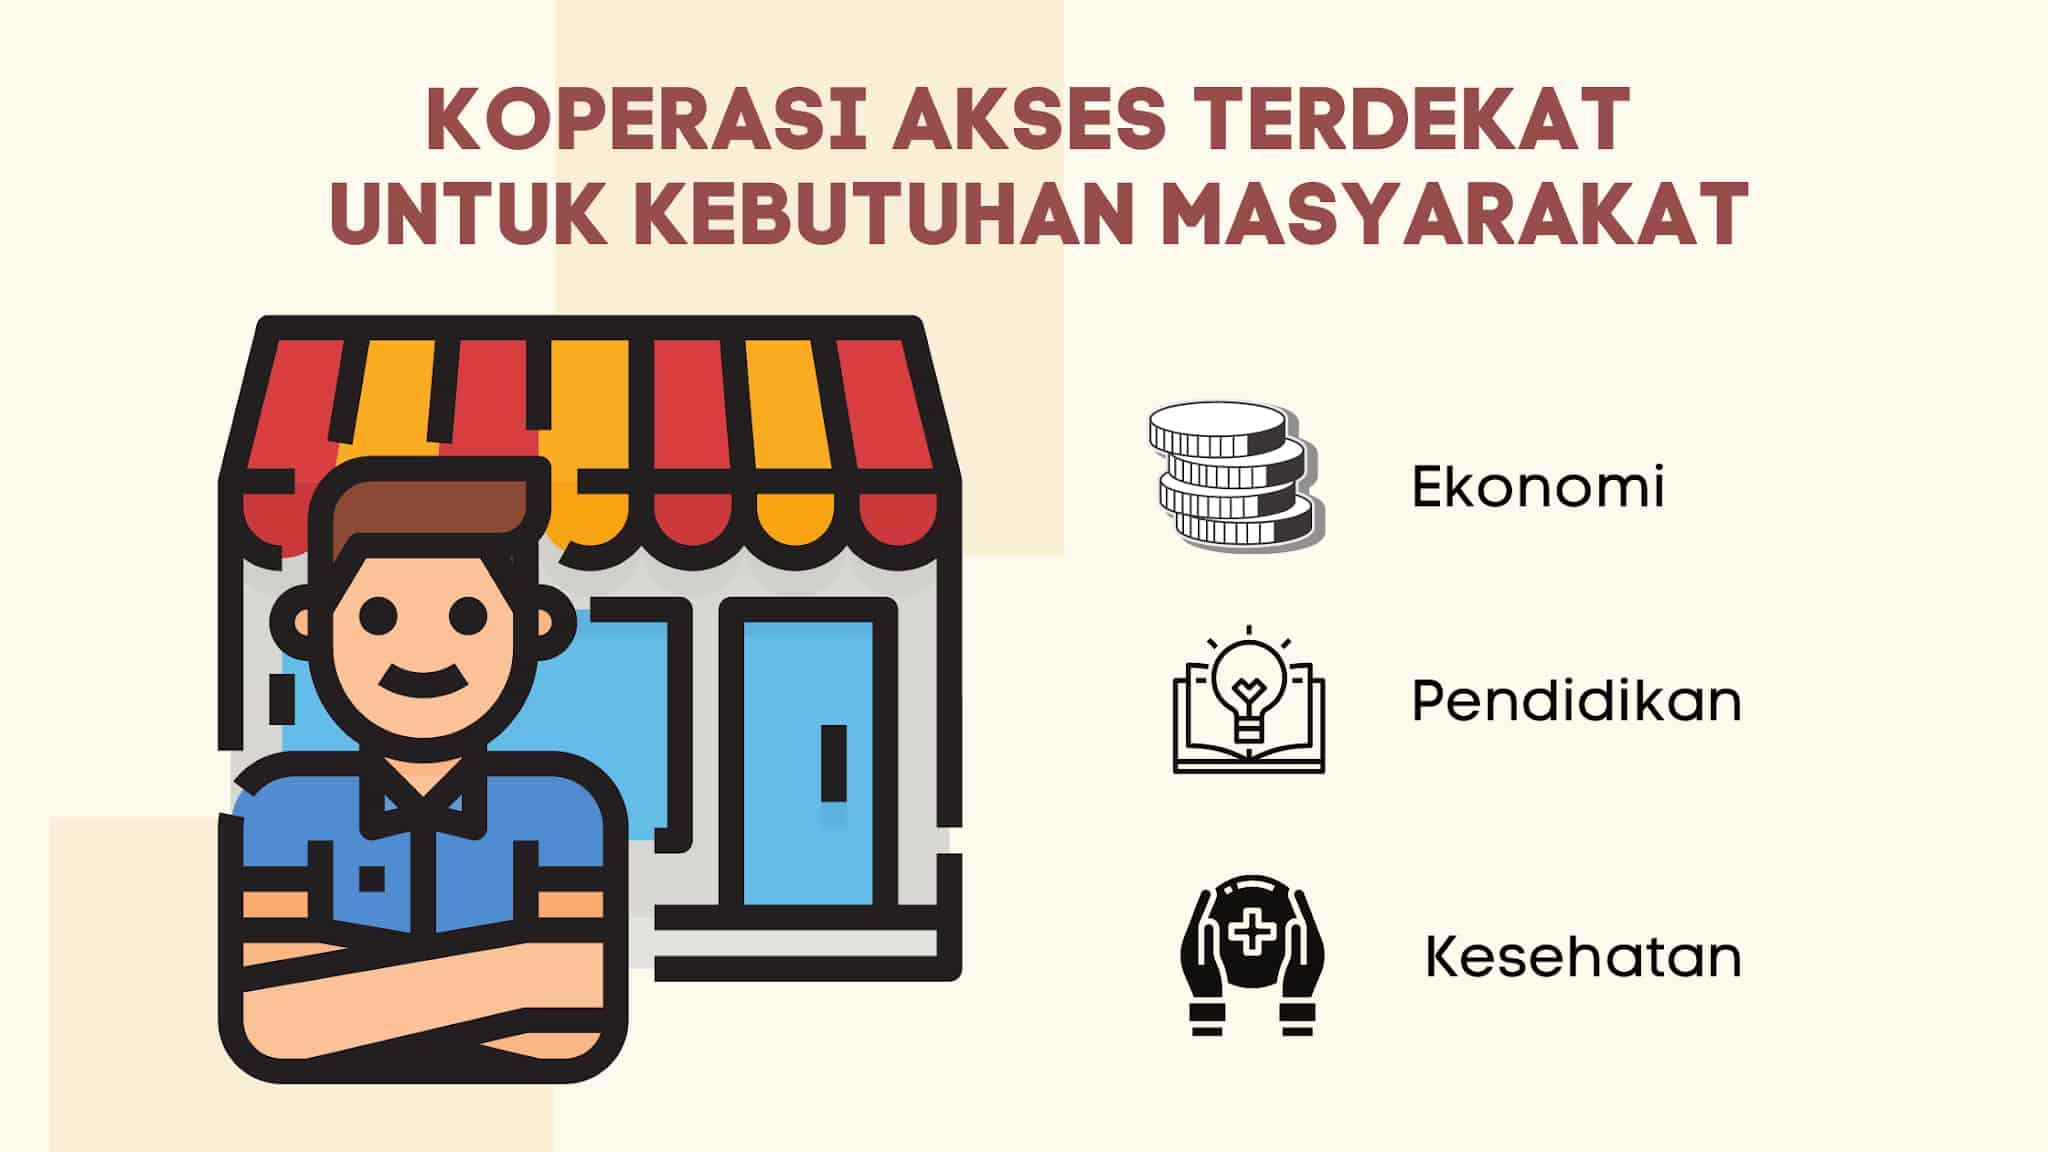 KOPERASI AKSES TERDEKAT
UNTUK KEBUTUHAN MASYARAKAT
Ekonomi
Pendidikan
Kesehatan